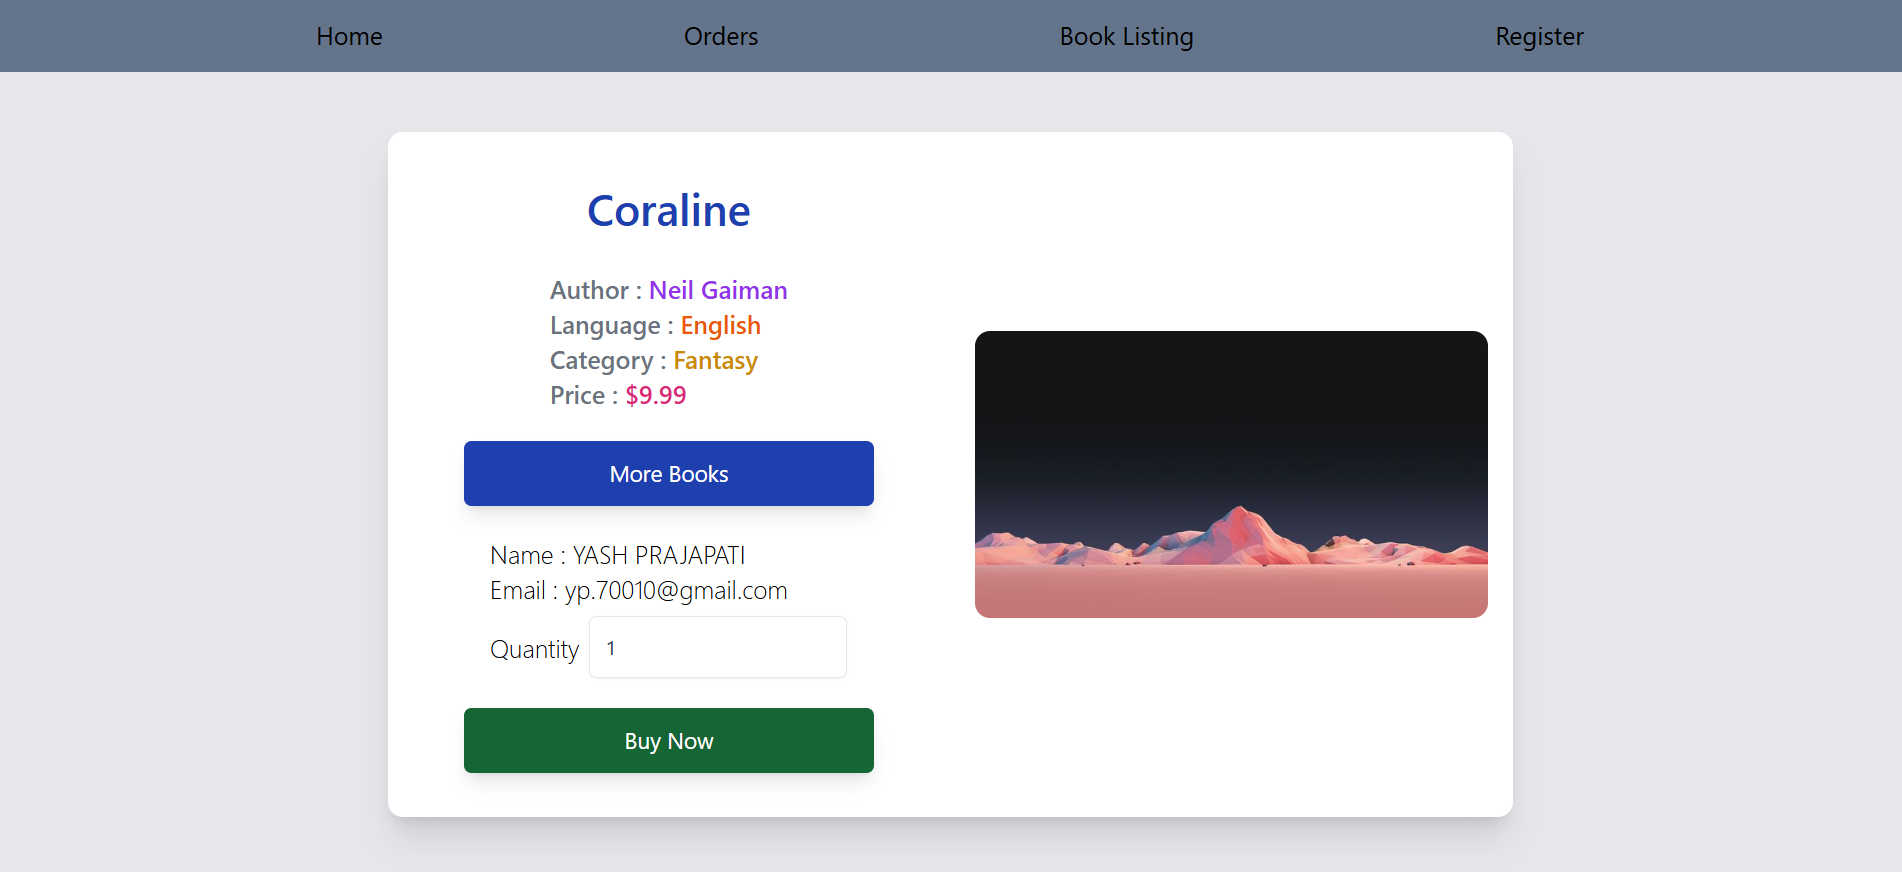 Home Orders Book Listing Register
Coraline
Author : Neil Gaiman
Language : English
Category : Fantasy
Price : $9.99
More Books
Name : YASH PRAJAPATI
Email : yp.70010@gmail.com
Quantity 1
Buy Now